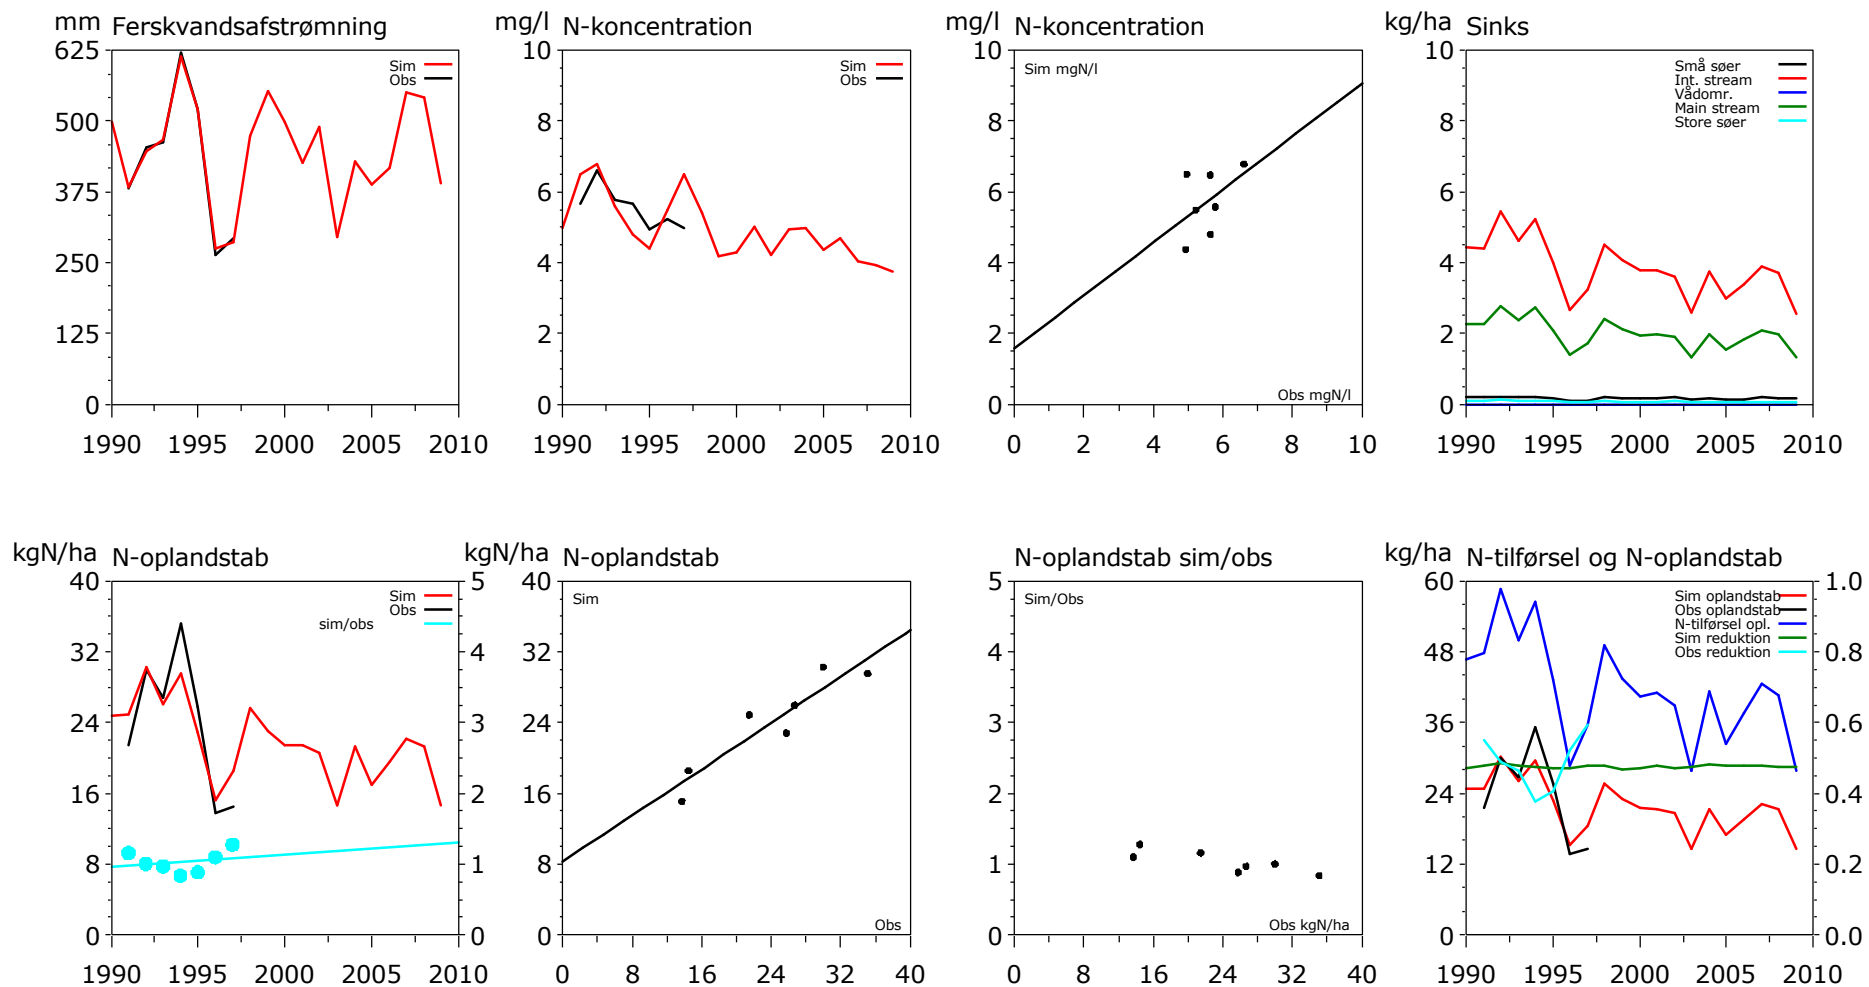 mm Ferskvandsafstrømning
625
500
375
250
125
0
1990 1995 2000 2005 2010
Sim
Obs
mg/l N-koncentration
10
8
6
4
2
0
1990 1995 2000 2005 2010
Sim
Obs
mg/l N-koncentration
10
8
6
4
2
0
0 2 4 6 8 10
Sim mgN/l
Obs mgN/l
kg/ha Sinks
10
8
6
4
2
0
1990 1995 2000 2005 2010
Små søer
Int. stream
Vådomr.
Main stream
Store søer
kgN/ha N-oplandstab
40
32
24
16
8
0
5
4
3
2
1
0
1990 1995 2000 2005 2010
Sim
Obs
sim/obs
kgN/ha N-oplandstab
40
32
24
16
8
0
0 8 16 24 32 40
Sim
Obs
N-oplandstab sim/obs
5
4
3
2
1
0
0 8 16 24 32 40
Sim/Obs
Obs kgN/ha
kg/ha N-tilførsel og N-oplandstab
60
48
36
24
12
0
1.0
0.8
0.6
0.4
0.2
0.0
1990 1995 2000 2005 2010
Sim oplandstab
Obs oplandstab
N-tilførsel opl.
Sim reduktion
Obs reduktion